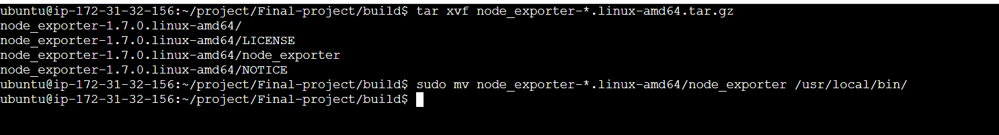 ubuntu@ip-172-31-32-156:~/project/Final-project/build$ tar xvf node_exporter-*.linux-amd64.tar.gz
node_exporter-1.7.0.linux-amd64/
node_exporter-1.7.0.linux-amd64/LICENSE
node_exporter-1.7.0.linux-amd64/node_exporter
node_exporter-1.7.0.linux-amd64/NOTICE
ubuntu@ip-172-31-32-156:~/project/Final-project/build$ sudo mv node_exporter-*.linux-amd64/node_exporter /usr/local/bin/
ubuntu@ip-172-31-32-156:~/project/Final-project/build$